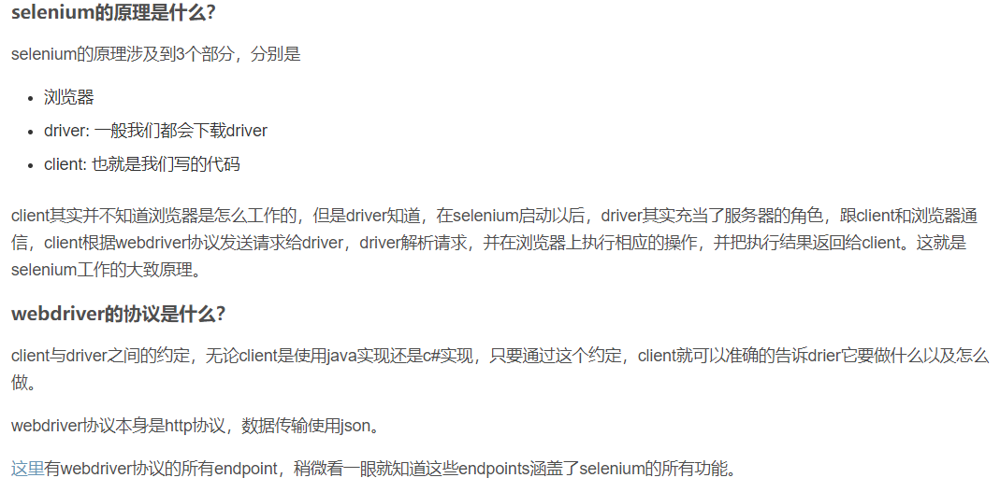 selenium的原理是什么？
selenium的原理涉及到3个部分，分别是
浏览器
driver: 一般我们都会下载driver
client: 也就是我们写的代码
client其实并不知道浏览器是怎么工作的，但是driver知道，在selenium启动以后，driver其实充当了服务器的角色，跟client和浏览器通
信，client根据webdriver协议发送请求给driver，driver解析请求，并在浏览器上执行相应的操作，并把执行结果返回给client。这就是
selenium工作的大致原理。
webdriver的协议是什么？
client与driver之间的约定，无论client是使用java实现还是c#实现，只要通过这个约定，client就可以准确的告诉drier它要做什么以及怎么
做。
webdriver协议本身是http协议，数据传输使用json。
这里有webdriver协议的所有endpoint，稍微看一眼就知道这些endpoints涵盖了selenium的所有功能。